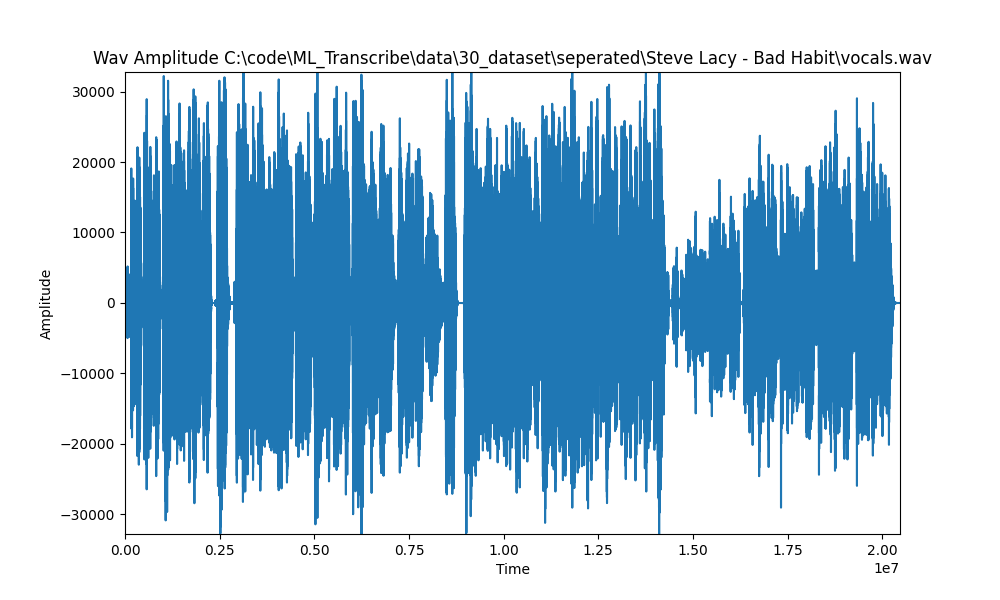 Wav Amplitude C:\code\ML_Transcribe\data\30_dataset\seperated\Steve Lacy - Bad Habit\vocals.wav
30000
20000
10000
0
−10000
−20000
−30000
Amplitude
0.00 0.25 0.50 0.75 1.00 1.25 1.50 1.75 2.00
1e7
Time